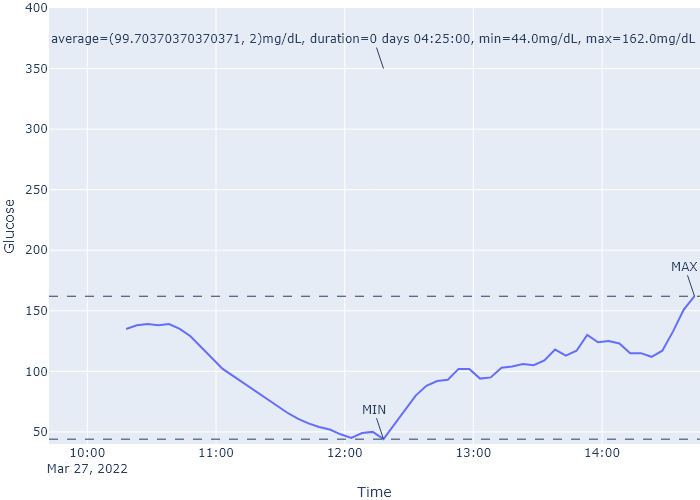 400
average=(99.70370370370371, 2)mg/dL, duration=0 days 04:25:00, min=44.0mg/dL, max=162.0mg/dL
350
300
250
200
Glucose
MAX
150
100
MIN
50
10:00 11:00 12:00 13:00 14:00
Mar 27, 2022
Time